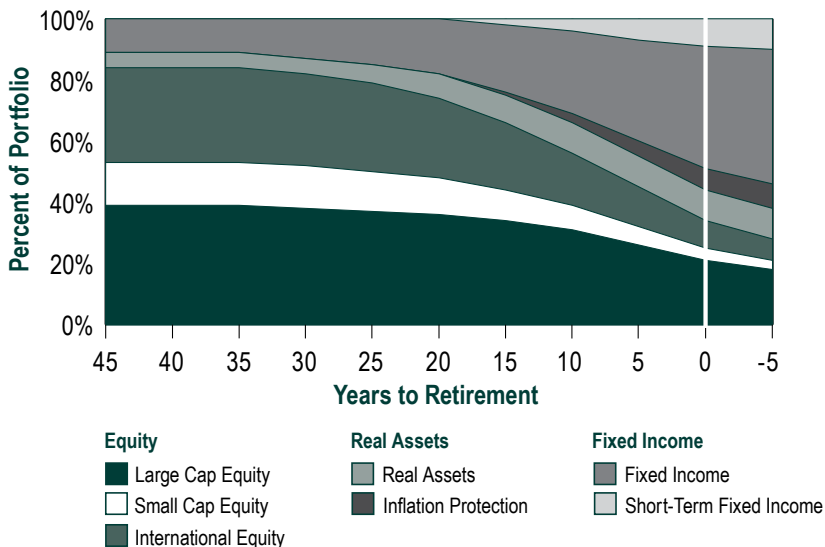 100%
80%
60%
40%
20%
0%
Percent of Portfolio
45 40 35 30 25 20 15 10 5 0 -5
Years to Retirement
Equity
Large Cap Equity
Small Cap Equity
International Equity
Real Assets
Real Assets
Inflation Protection
Fixed Income
Fixed Income
Short-Term Fixed Income